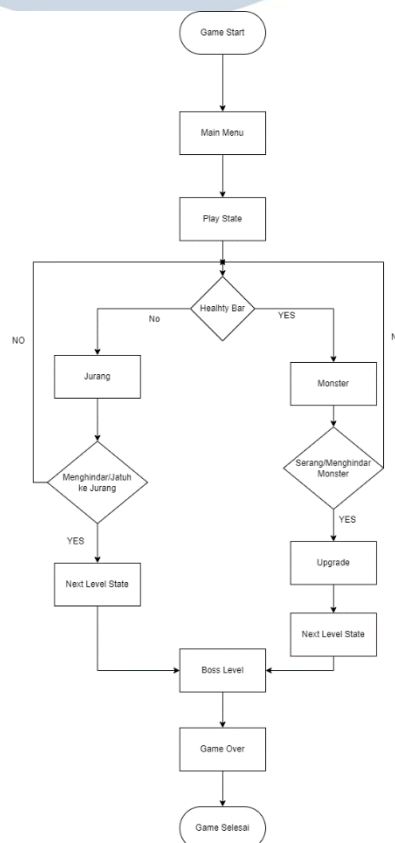 Game Start
Main Menu
Play State
Healhty Bar
No
YES
NO
N
Jurang
Monster
Menghindar/Jatuh
ke Jurang
Serang/Menghindar
Monster
YES
YES
Upgrade
Next Level State
Next Level State
Boss Level
Game Over
Game Selesai